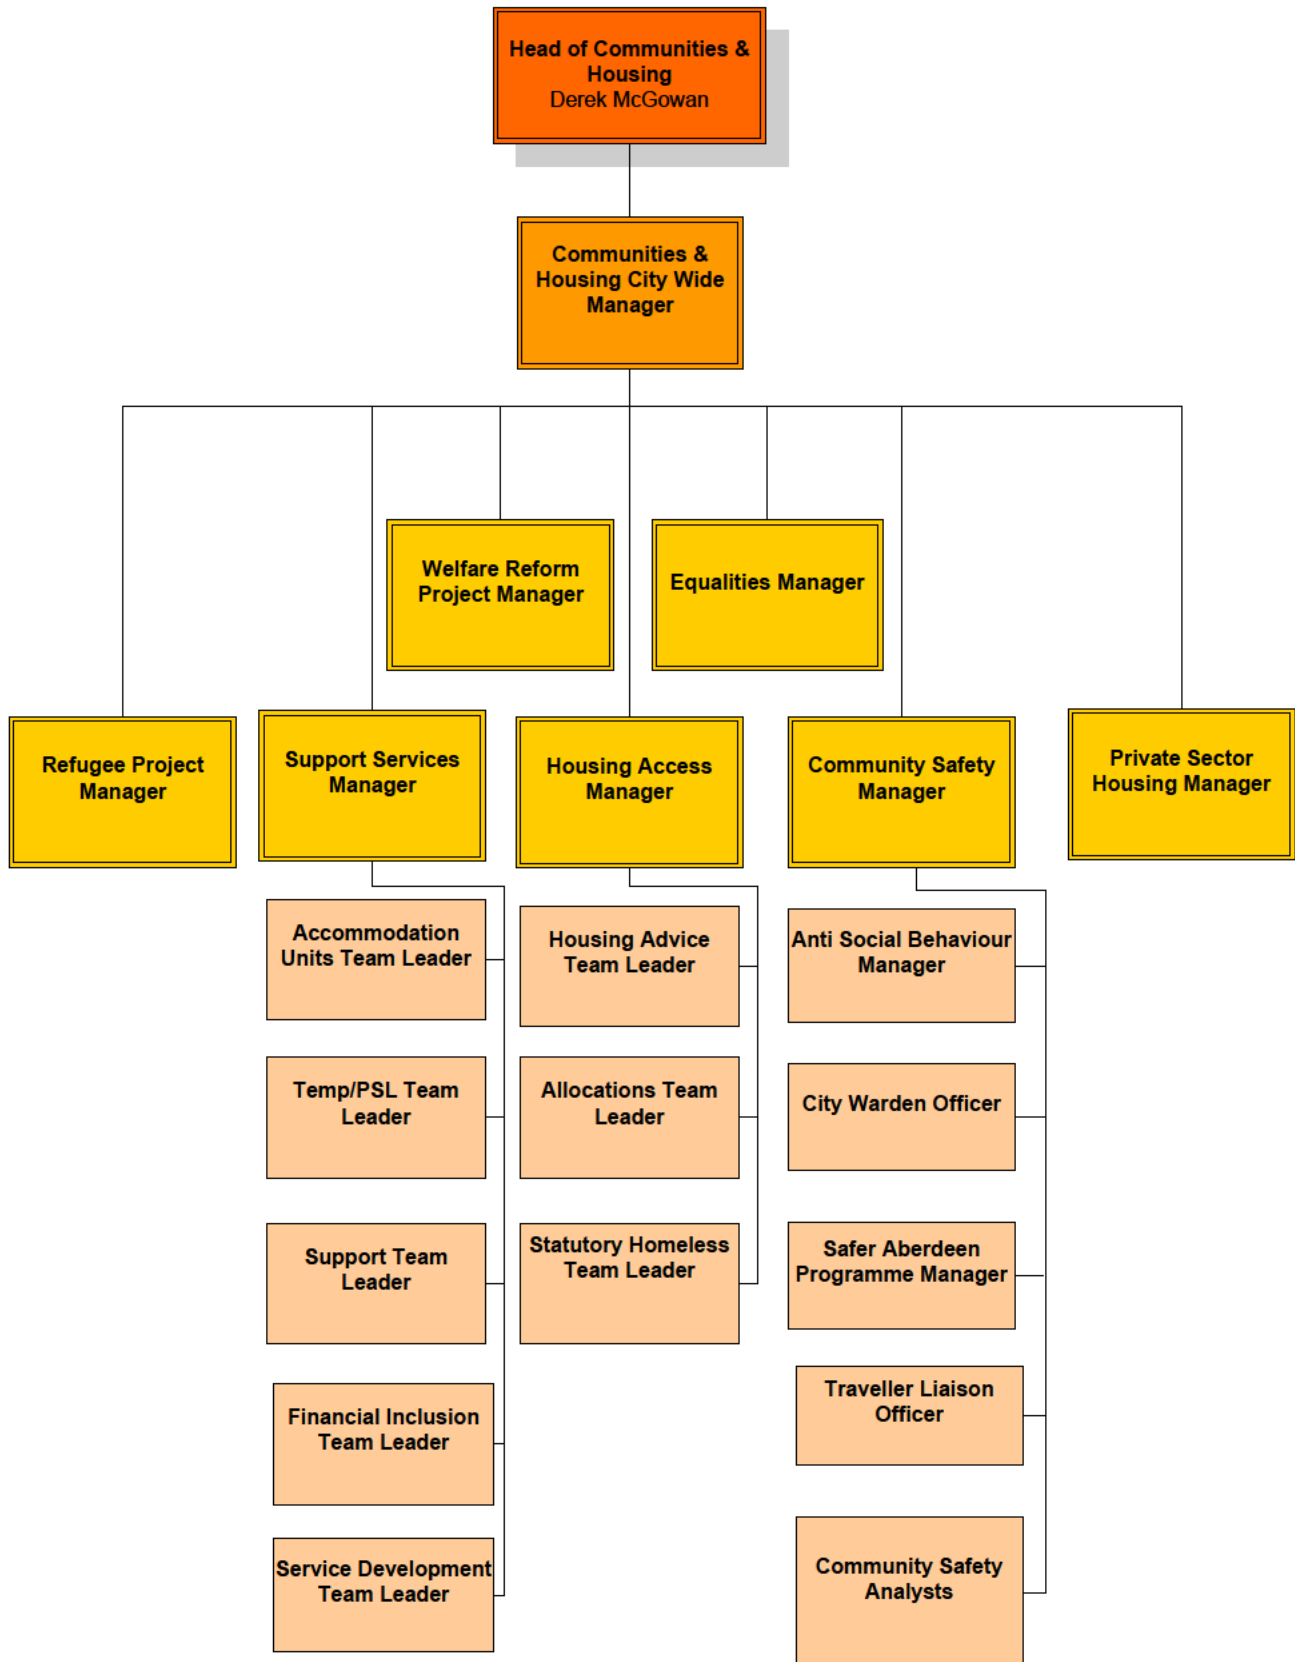 Head of Communities &
Housing
Derek McGowan
Communities &
Housing City Wide
Manager
Welfare Reform
Project Manager
Equalities Manager
Refugee Project
Manager
Support Services
Manager
Housing Access
Manager
Community Safety
Manager
Private Sector
Housing Manager
Accommodation
Units Team Leader
Temp/PSL Team
Leader
Support Team
Leader
Financial Inclusion
Team Leader
Service Development
Team Leader
Housing Advice
Team Leader
Allocations Team
Leader
Statutory Homeless
Team Leader
Anti Social Behaviour
Manager
City Warden Officer
Safer Aberdeen
Programme Manager
Traveller Liaison
Officer
Community Safety
Analysts